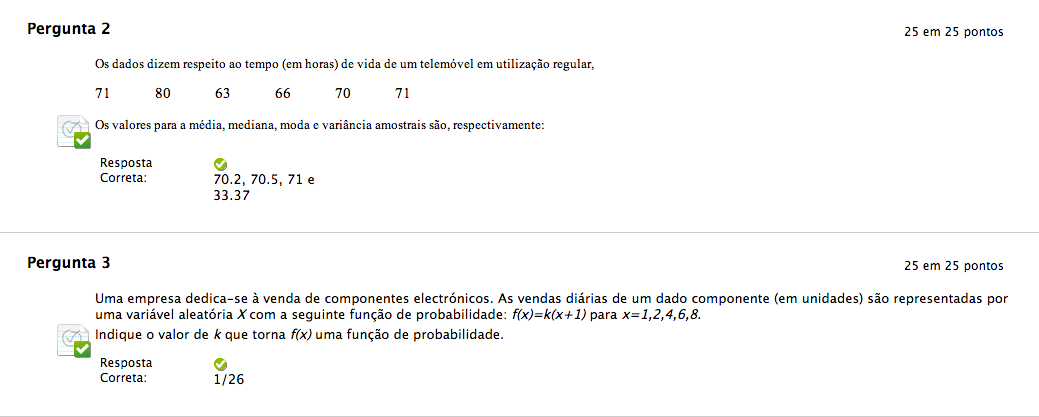 Pergunta 2
25 em 25 pontos
Os dados dizem respeito ao tempo (em horas) de vida de um telemóvel em utilização regular,
71 80 63 66 70 71
Os valores para a média, mediana, moda e variância amostrais são, respectivamente:
Resposta
Correta:
70.2, 70.5, 71 e
33.37
Pergunta 3
25 em 25 pontos
Uma empresa dedica-se à venda de componentes electrónicos. As vendas diárias de um dado componente (em unidades) são representadas por
uma variável aleatória X com a seguinte função de probabilidade: f(x)=k(x+1) para x=1,2,4,6,8.
Indique o valor de k que torna f(x) uma função de probabilidade.
Resposta
Correta:
1/26